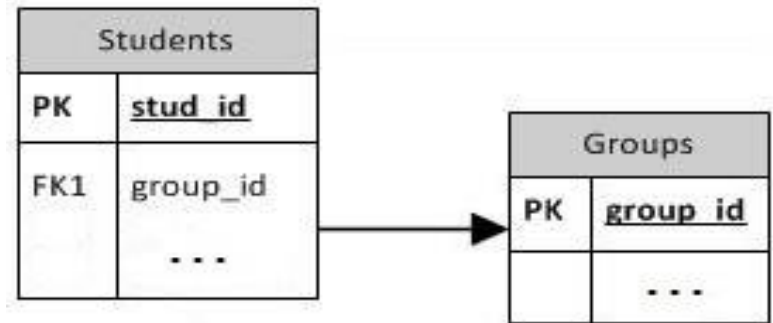 Students
PK stud_id
FK1 group_id
...
Groups
PK group_id
...